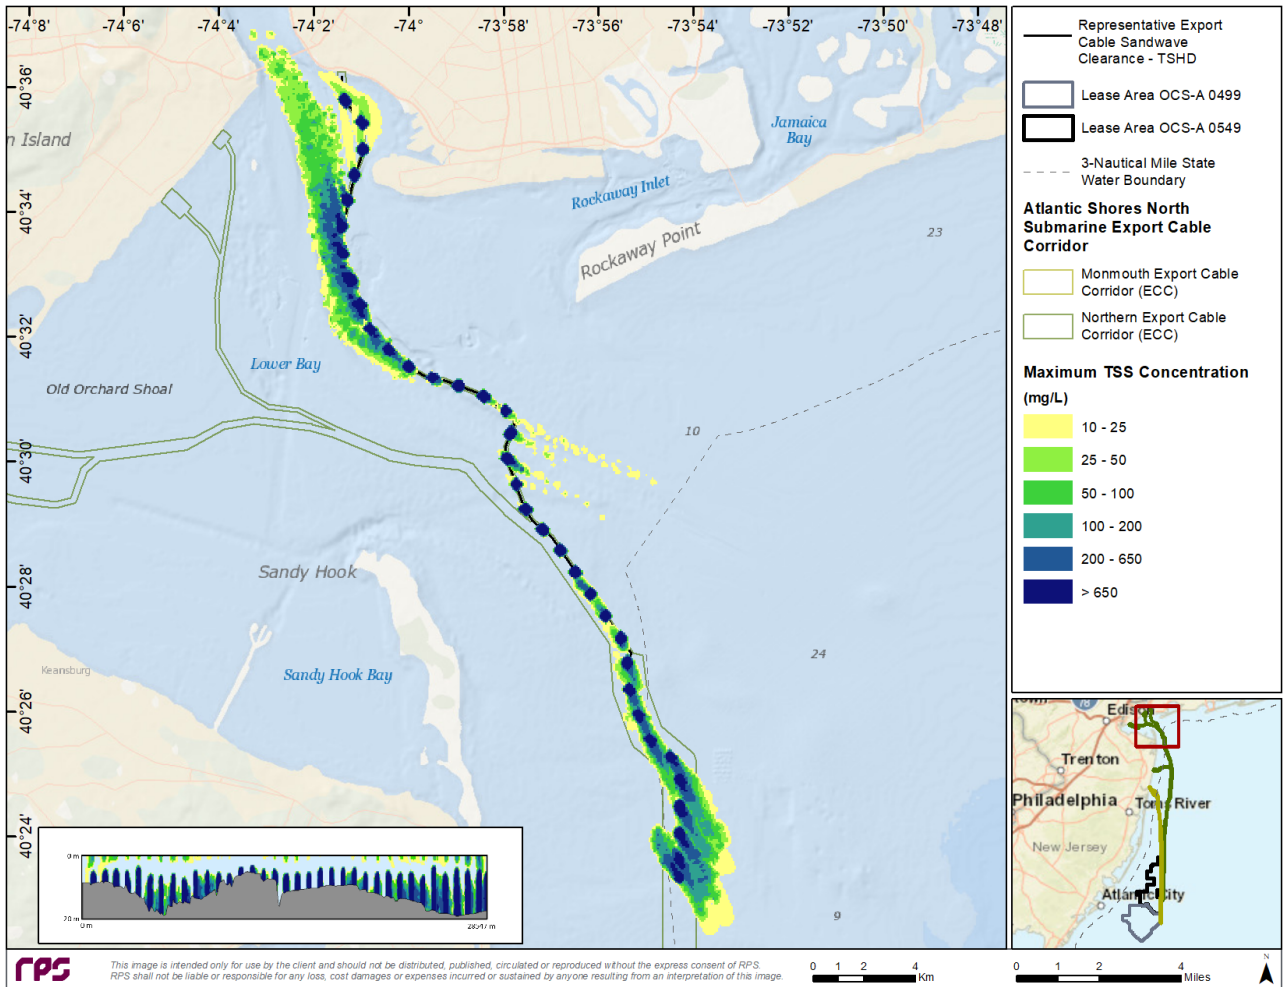 -74°8'
-74°6'
-74°4'
-74°2'
-74°
-73°58'
-73°56'
-73°54'
-73°52'
-73°50'
-73°48'
40°36'
40°34'
40°32'
40°30'
40°28'
40°26'
40°24'
n Island
Jamaica
Bay
Rockaway Inlet
Rockaway Point
23
Lower Bay
Old Orchard Shoal
10
Sandy Hook
24
Keansburg
Sandy Hook Bay
9
0 m
20 m
0 m
28547 m
Representative Export
Cable Sandwave
Clearance - TSHD
Lease Area OCS-A 0499
Lease Area OCS-A 0549
3-Nautical Mile State
Water Boundary
Atlantic Shores North
Submarine Export Cable
Corridor
Monmouth Export Cable
Corridor (ECC)
Northern Export Cable
Corridor (ECC)
Maximum TSS Concentration
(mg/L)
10 - 25
25 - 50
50 - 100
100 - 200
200 - 650
> 650
78
Edison
Trenton
Philadelphia
Toms River
New Jersey
Atlantic City
rps
This image is intended only for use by the client and should not be distributed, published, circulated or reproduced without the express consent of RPS.
RPS shall not be liable or responsible for any loss, cost damages or expenses incurred or sustained by anyone resulting from an interpretation of this image.
0 1 2 4
Km
0 1 2 4
Miles
N